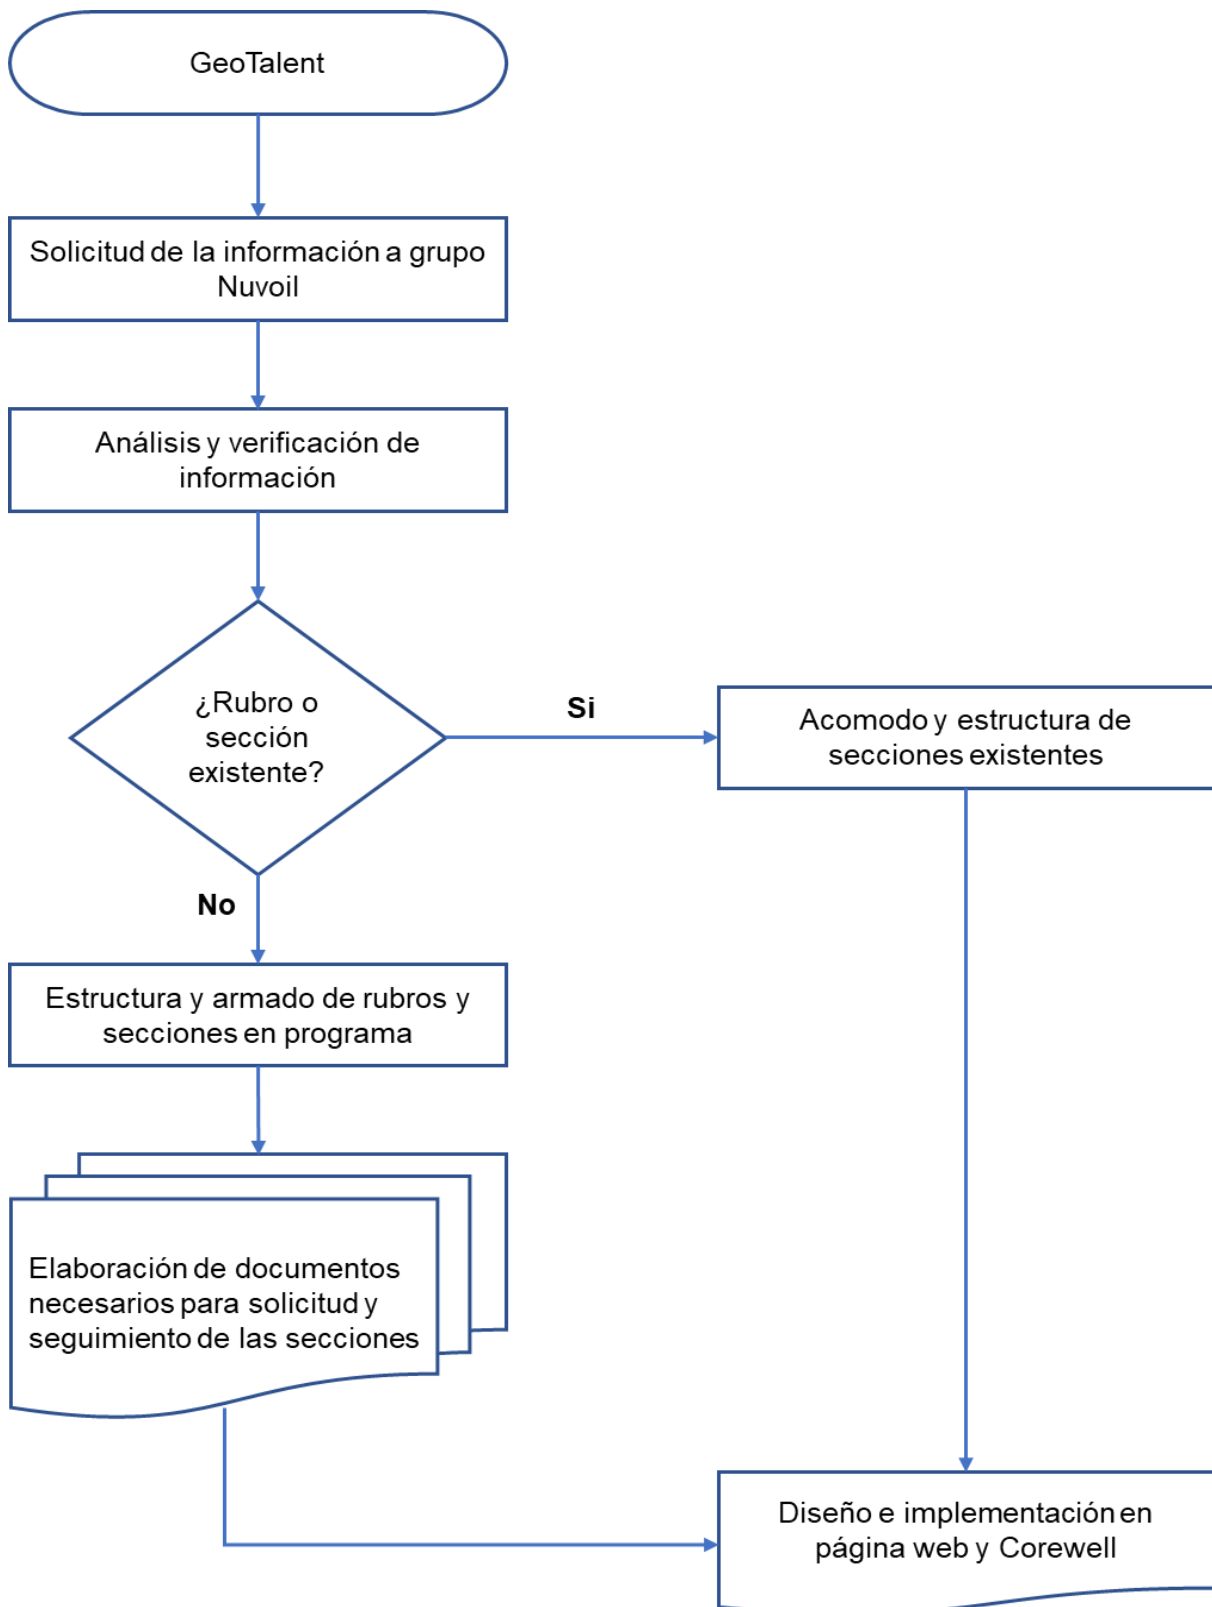 GeoTalent
Solicitud de la información a grupo
Nuvoil
Análisis y verificación de
información
¿Rubro o
sección
existente?
Si
Acomodo y estructura de
secciones existentes
No
Estructura y armado de rubros y
secciones en programa
Elaboración de documentos
necesarios para solicitud y
seguimiento de las secciones
Diseño e implementación en
página web y Corewell